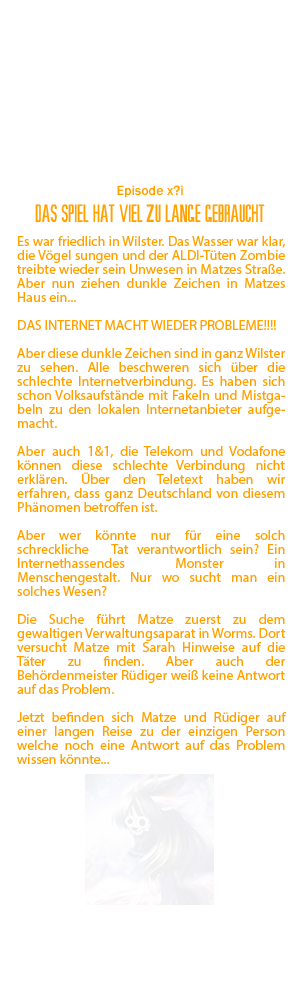 Episode x?i
DAS SPIEL HAT VIEL ZU LANGE GEBRAUCHT
Es war friedlich in Wilster. Das Wasser war klar,
die Vögel sungen und der ALDI-Tüten Zombie
treibte wieder sein Unwesen in Matzes Straße.
Aber nun ziehen dunkle Zeichen in Matzes
Haus ein...
DAS INTERNET MACHT WIEDER PROBLEME!!!!
Aber diese dunkle Zeichen sind in ganz Wilster
zu sehen. Alle beschweren sich über die
schlechte Internetverbindung. Es haben sich
schon Volksaufstände mit Fakeln und Mistga-
beln zu den lokalen Internetanbieter aufge-
macht.
Aber auch 1&1, die Telekom und Vodafone
können diese schlechte Verbindung nicht
erklären. Über den Teletext haben wir
erfahren, dass ganz Deutschland von diesem
Phänomen betroffen ist.
Aber wer könnte nur für eine solch
schreckliche Tat verantwortlich sein? Ein
Internethassendes Monster in
Menschengestalt. Nur wo sucht man ein
solches Wesen?
Die Suche führt Matze zuerst zu dem
gewaltigen Verwaltungsaparat in Worms. Dort
versucht Matze mit Sarah Hinweise auf die
Täter zu finden. Aber auch der
Behördenmeister Rüdiger weiß keine Antwort
auf das Problem.
Jetzt befinden sich Matze und Rüdiger auf
einer langen Reise zu der einzigen Person
welche noch eine Antwort auf das Problem
wissen könnte...